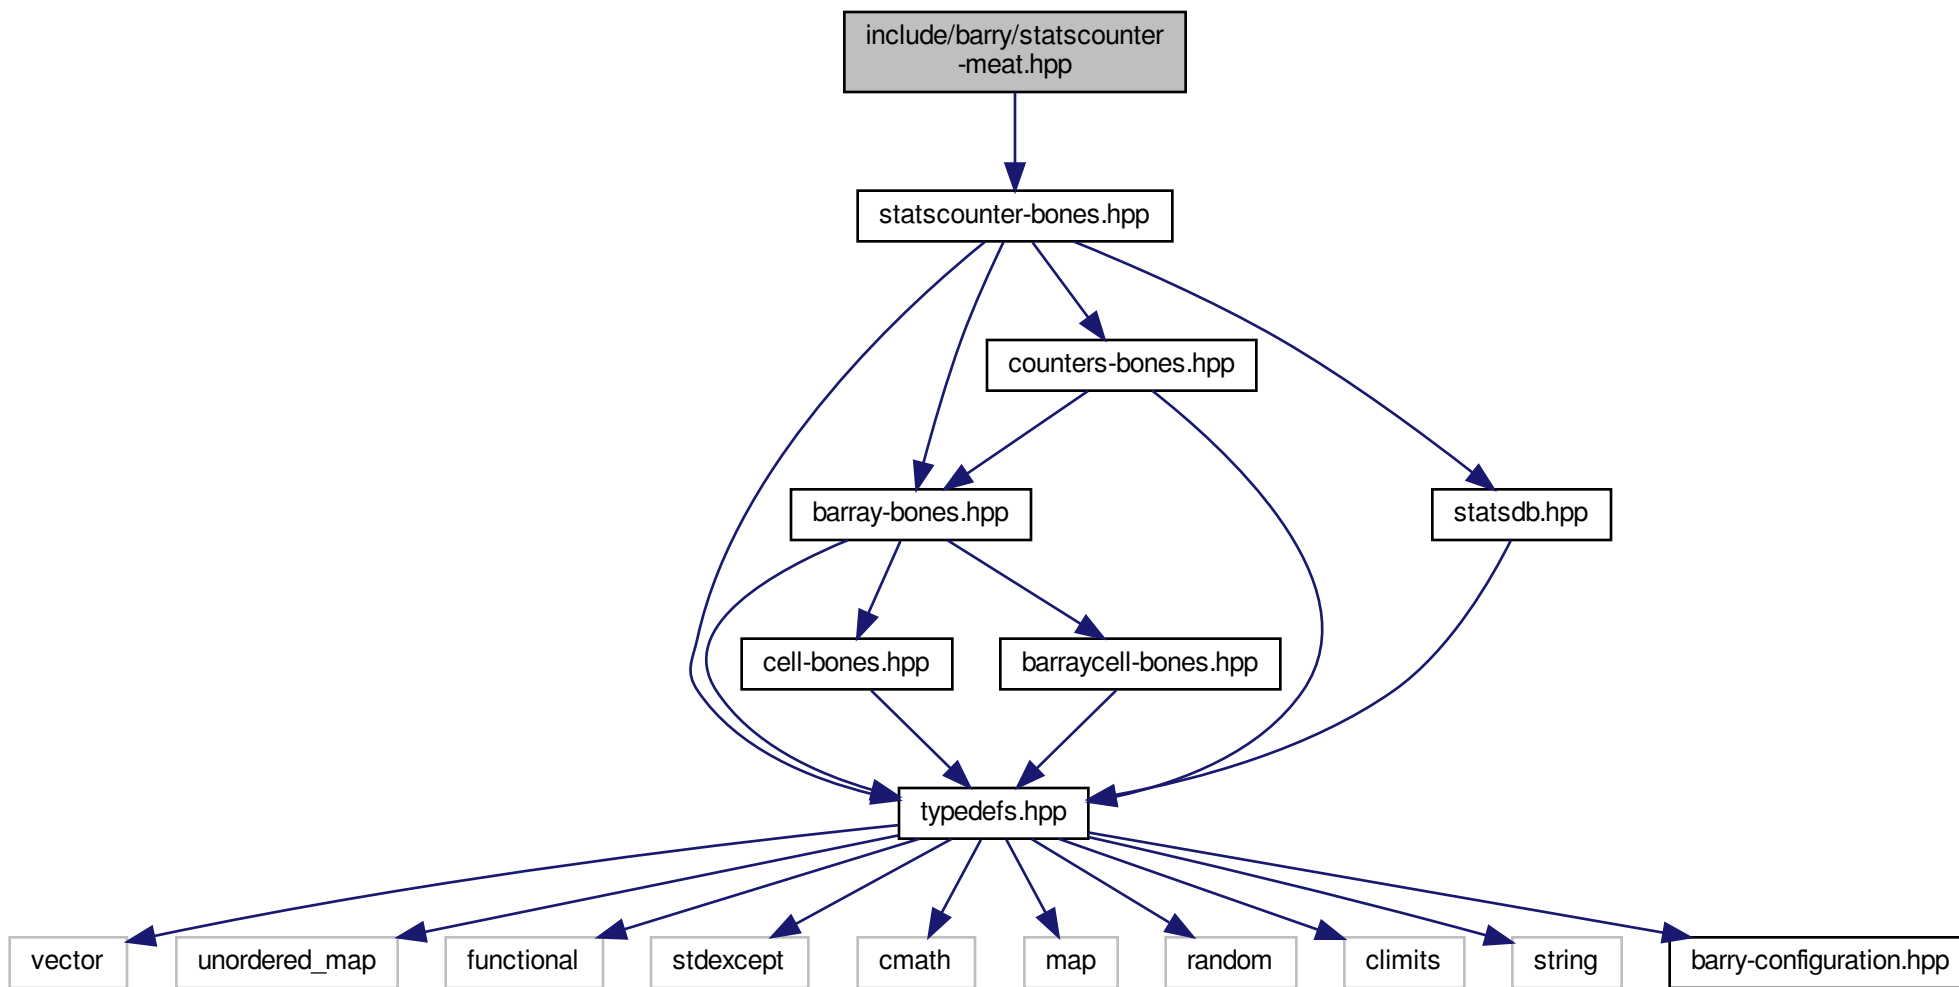 include/barry/statscounter
-meat.hpp
statscounter-bones.hpp
counters-bones.hpp
barray-bones.hpp
statsdb.hpp
cell-bones.hpp
barraycell-bones.hpp
typedefs.hpp
vector
unordered_map
functional
stdexcept
cmath
map
random
climits
string
barry-configuration.hpp